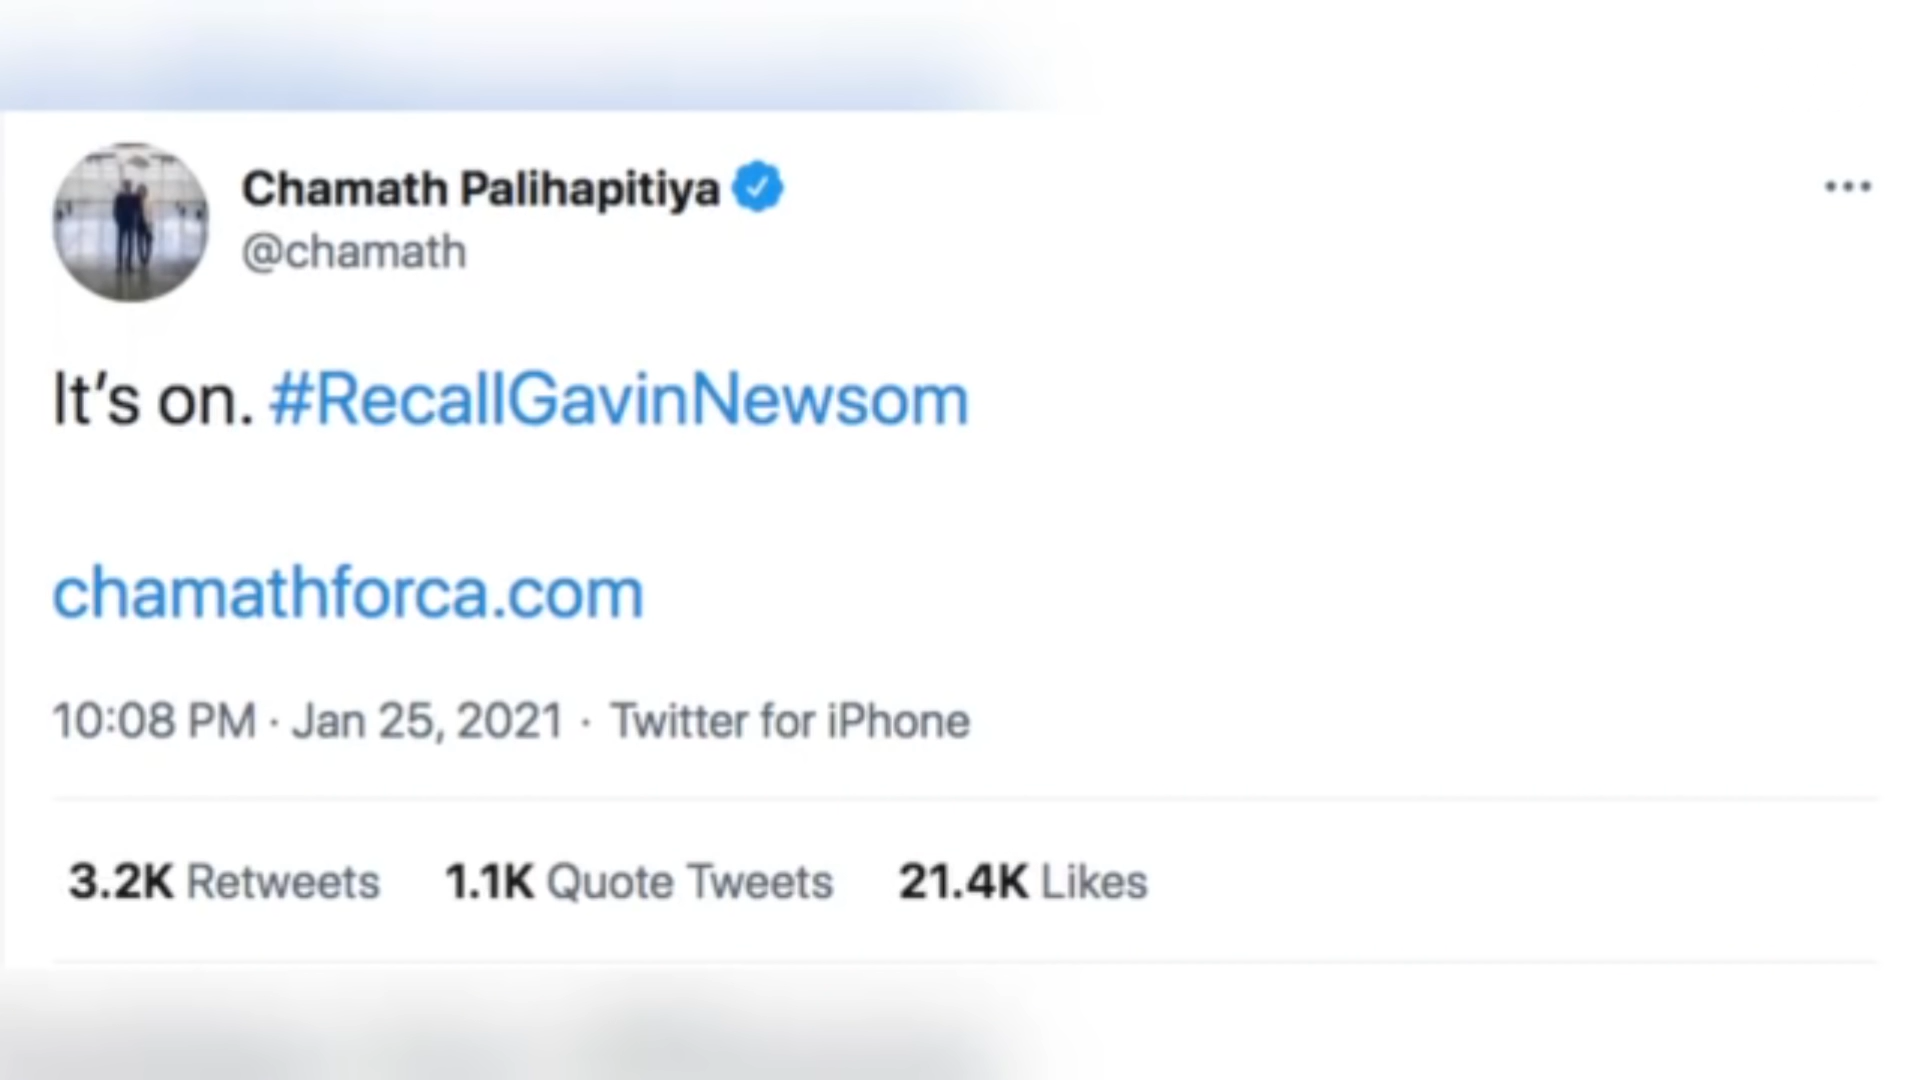 Chamath Palihapitiya
@chamath
It’s on. #RecallGavinNewsom
chamathforca.com
10:08 PM · Jan 25, 2021 · Twitter for iPhone
3.2K Retweets 1.1K Quote Tweets 21.4K Likes